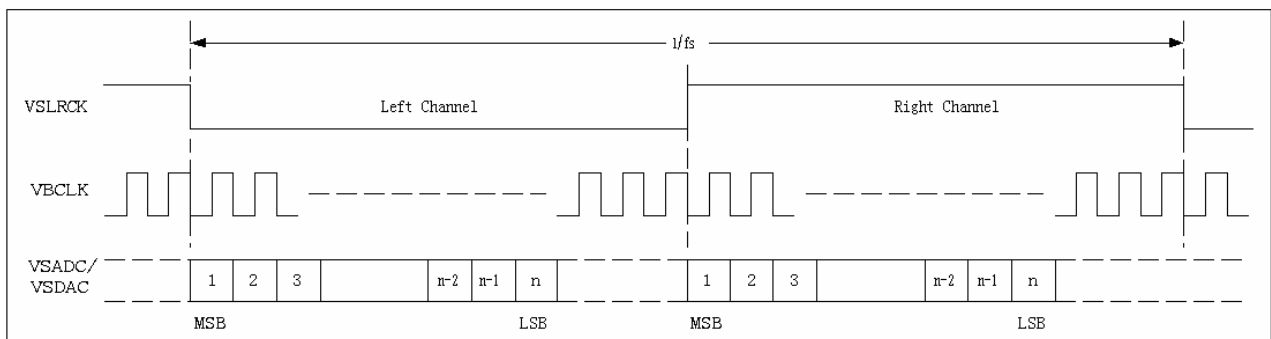 1/fs
VSLRCK
Left Channel
Right Channel
VBCLK
VSADC/
VSDAC
1 2 3 n-2 n-1 n 1 2 3 n-2 n-1 n
MSB LSB MSB LSB